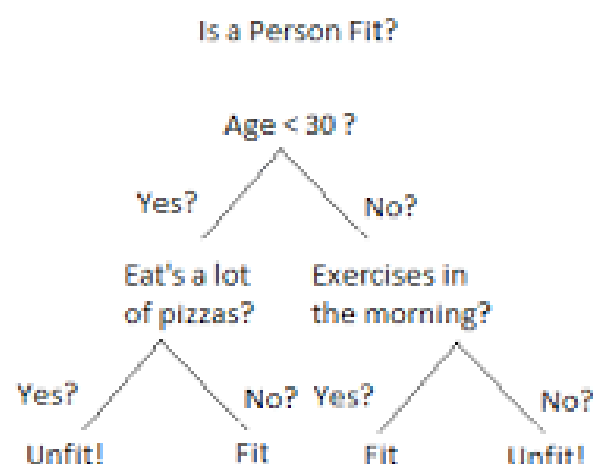 Is a Person Fit?
Age < 30 ?
Yes?
No?
Eat's a lot
of pizzas?
Exercises in
the morning?
Yes?
No?
Yes?
No?
Unfit!
Fit
Fit
Unfit!